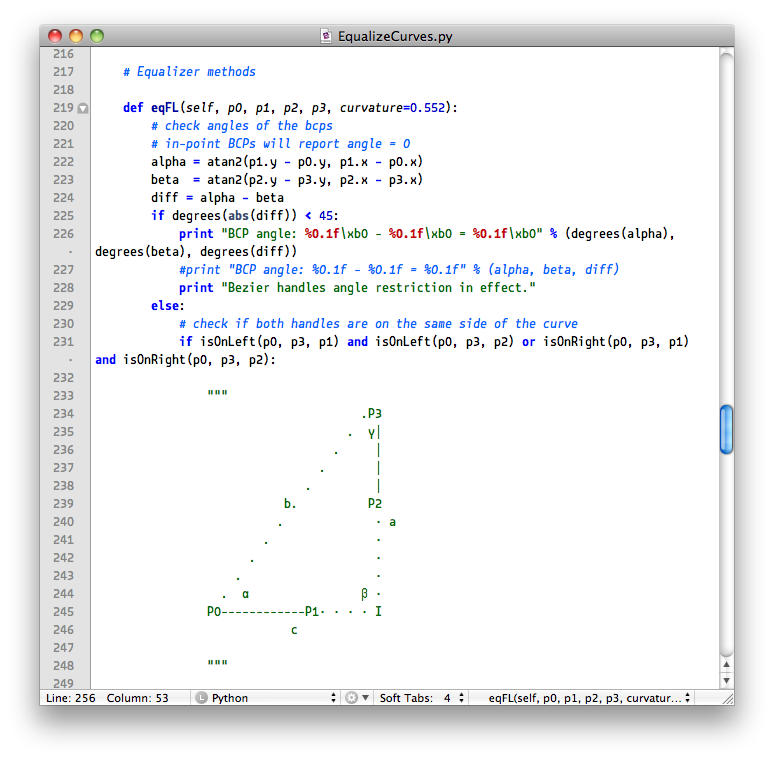 EqualizeCurves.py
216
217     # Equalizer methods
218
219     def eqFL(self, p0, p1, p2, p3, curvature=0.552):
220         # check angles of the bcps
221         # in-point BCPs will report angle = 0
222         alpha = atan2(p1.y - p0.y, p1.x - p0.x)
223         beta  = atan2(p2.y - p3.y, p2.x - p3.x)
224         diff = alpha - beta
225         if degrees(abs(diff)) < 45:
226             print "BCP angle: %0.1f\xb0 - %0.1f\xb0 = %0.1f\xb0" % (degrees(alpha),
· degrees(beta), degrees(diff))
227             #print "BCP angle: %0.1f - %0.1f = %0.1f" % (alpha, beta, diff)
228             print "Bezier handles angle restriction in effect."
229         else:
230             # check if both handles are on the same side of the curve
231             if isOnLeft(p0, p3, p1) and isOnLeft(p0, p3, p2) or isOnRight(p0, p3, p1)
· and isOnRight(p0, p3, p2):
232
233                 """
234                                       .P3
235                                     .  γ|
236                                   .     |
237                                 .       |
238                               .         |
239                            b.          P2
240                           .             · a
241                         .               ·
242                       .                 ·
243                     .                   ·
244                   .  α                β ·
245                 P0------------P1· · · · I
246                             c
247
248                 """
249
Line: 256   Column: 53   L Python   Soft Tabs:   4   eqFL(self, p0, p1, p2, p3, curvatur...